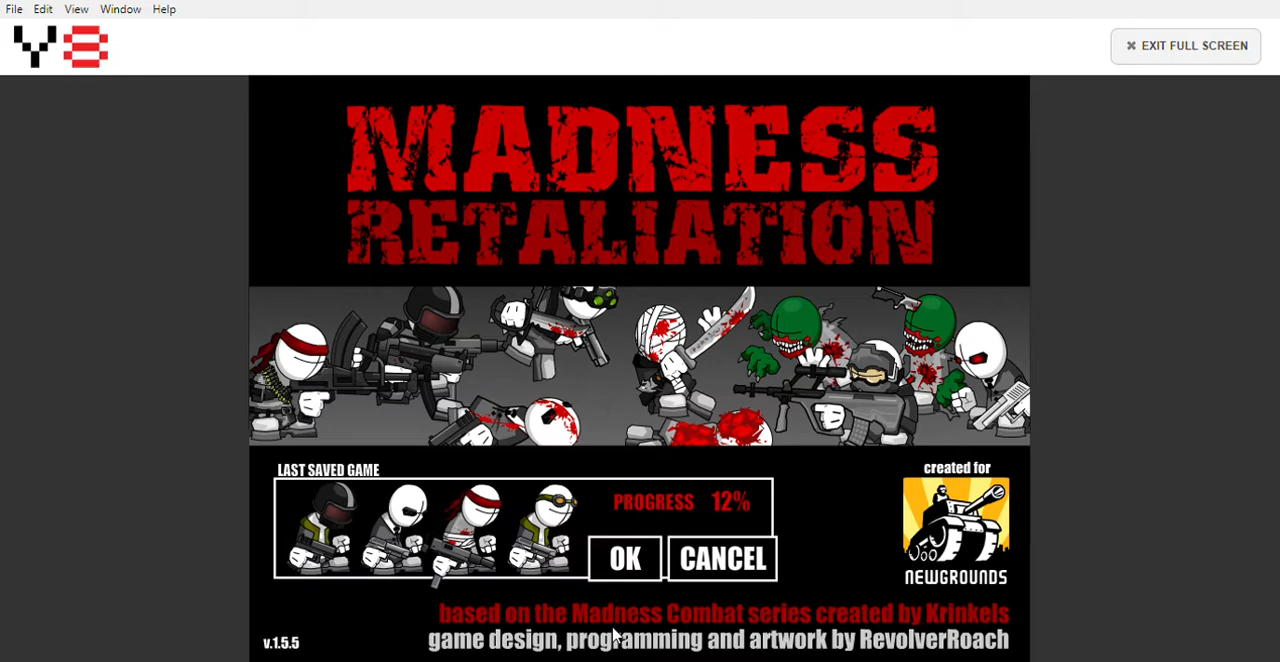 File Edit View Window Help
Y8
✖ EXIT FULL SCREEN
MADNESS
RETALIATION
LAST SAVED GAME
PROGRESS 12%
OK CANCEL
created for
NEWGROUNDS
based on the Madness Combat series created by Krinkels
game design, programming and artwork by RevolverRoach
v.1.5.5